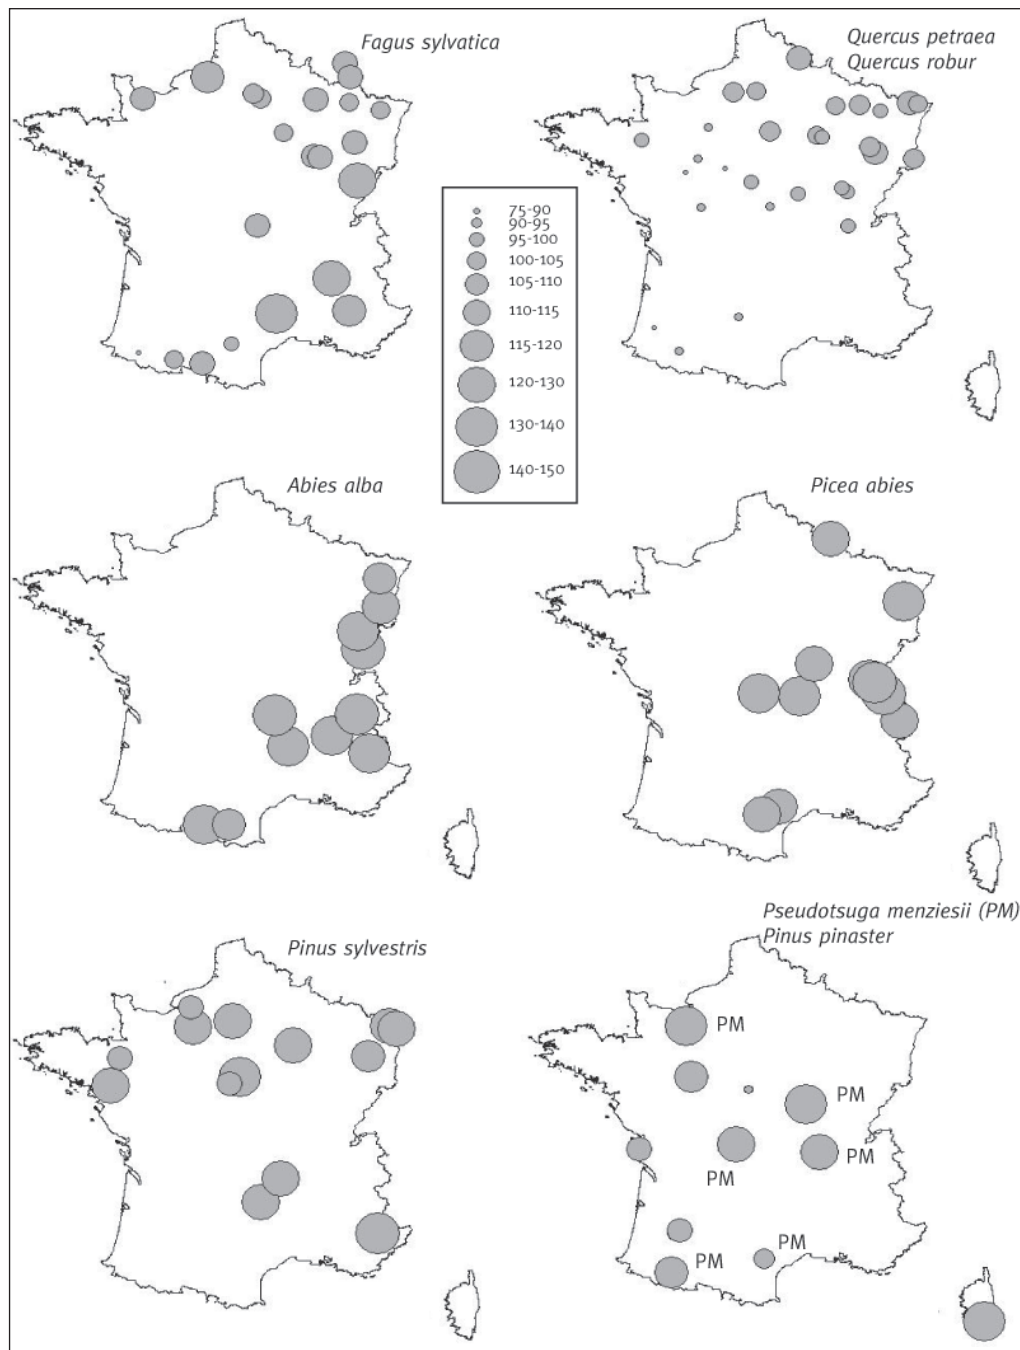 Fagus sylvatica
Quercus petraea
Quercus robur
75-90
90-95
95-100
100-105
105-110
110-115
115-120
120-130
130-140
140-150
Abies alba
Picea abies
Pinus sylvestris
Pseudotsuga menziesii (PM)
Pinus pinaster
PM
PM
PM
PM
PM
PM